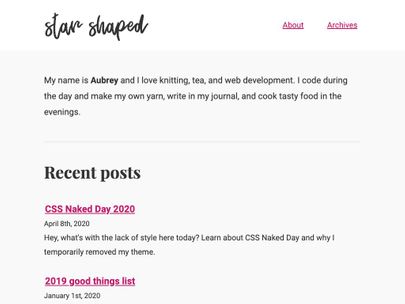 star shaped
About
Archives
My name is Aubrey and I love knitting, tea, and web development. I code during
the day and make my own yarn, write in my journal, and cook tasty food in the
evenings.
Recent posts
CSS Naked Day 2020
April 8th, 2020
Hey, what's with the lack of style here today? Learn about CSS Naked Day and why I
temporarily removed my theme.
2019 good things list
January 1st, 2020